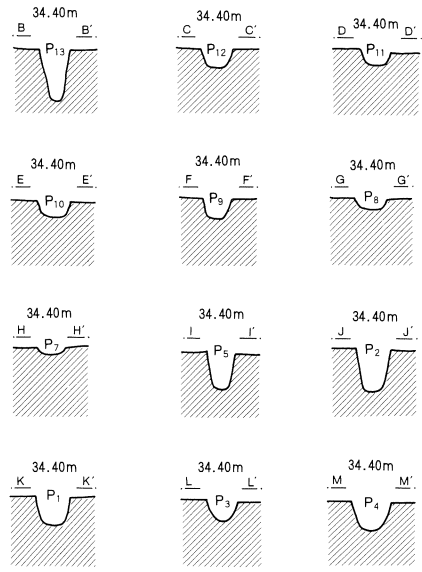 34.40m
B B′
P13
34.40m
C C′
P12
34.40m
D D′
P11
34.40m
E E′
P10
34.40m
F F′
P9
34.40m
G G′
P8
34.40m
H H′
P7
34.40m
I I′
P5
34.40m
J J′
P2
34.40m
K K′
P1
34.40m
L L′
P3
34.40m
M M′
P4